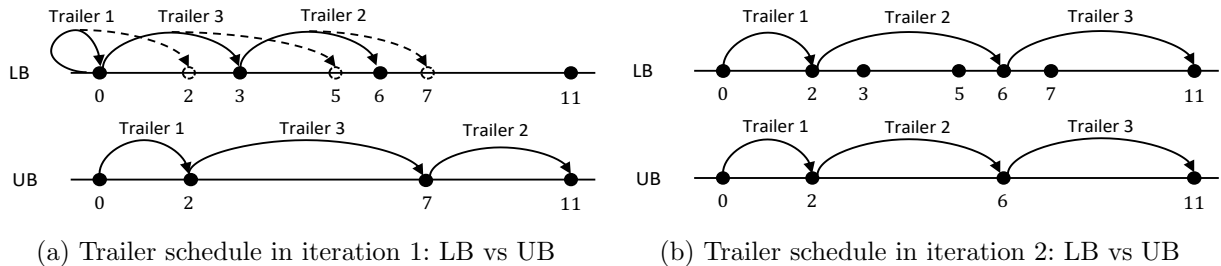 Trailer 1 Trailer 3 Trailer 2
LB
0 2 3 5 6 7 11
Trailer 1 Trailer 3 Trailer 2
UB
0 2 7 11
(a) Trailer schedule in iteration 1: LB vs UB
Trailer 1 Trailer 2 Trailer 3
LB
0 2 3 5 6 7 11
Trailer 1 Trailer 2 Trailer 3
UB
0 2 6 11
(b) Trailer schedule in iteration 2: LB vs UB